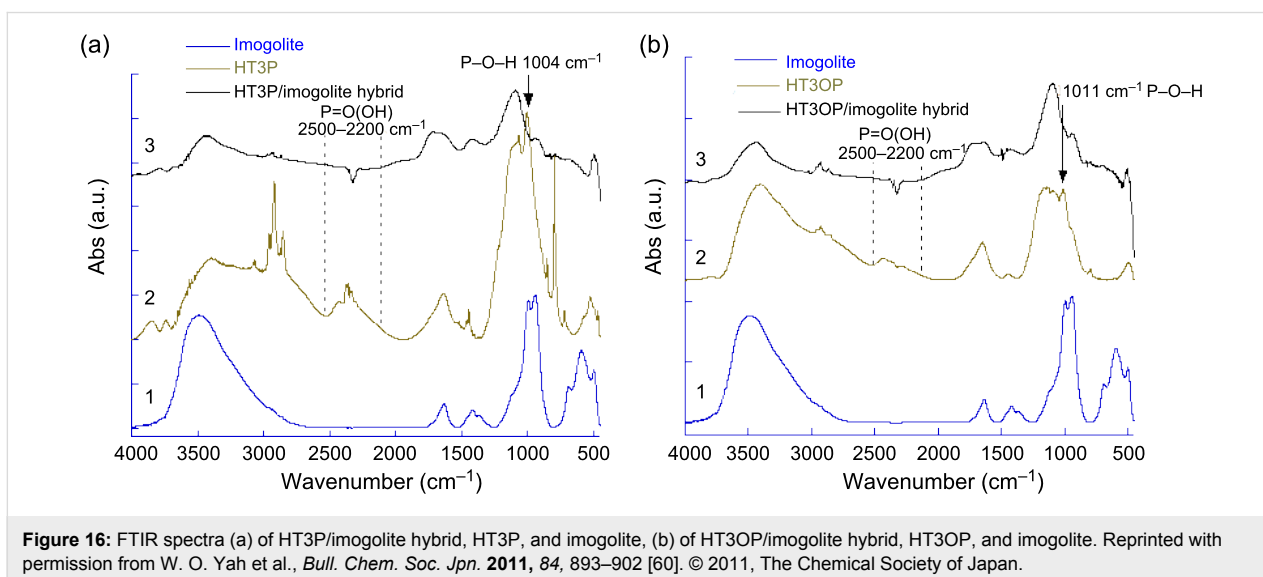 (a)
Imogolite
HT3P
HT3P/imogolite hybrid
P=O(OH)
2500–2200 cm⁻¹
P–O–H 1004 cm⁻¹
3
2
1
Abs (a.u.)
4000 3500 3000 2500 2000 1500 1000 500
Wavenumber (cm⁻¹)
(b)
Imogolite
HT3OP
HT3OP/imogolite hybrid
P=O(OH)
2500–2200 cm⁻¹
1011 cm⁻¹ P–O–H
3
2
1
Abs (a.u.)
4000 3500 3000 2500 2000 1500 1000 500
Wavenumber (cm⁻¹)
Figure 16: FTIR spectra (a) of HT3P/imogolite hybrid, HT3P, and imogolite, (b) of HT3OP/imogolite hybrid, HT3OP, and imogolite. Reprinted with
permission from W. O. Yah et al., Bull. Chem. Soc. Jpn. 2011, 84, 893–902 [60]. © 2011, The Chemical Society of Japan.